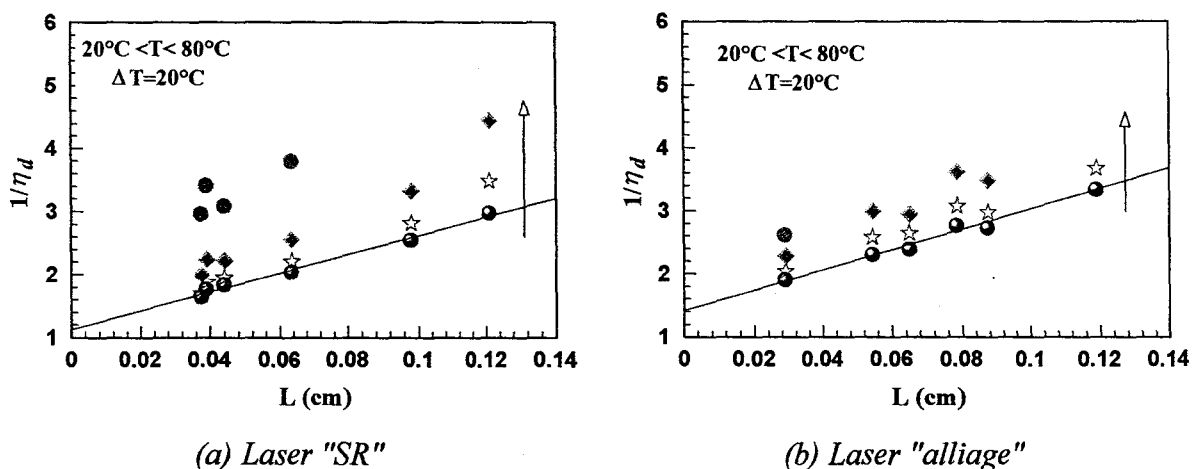 6
5
4
3
2
1
1/η_d
20°C <T< 80°C
Δ T=20°C
0
0.02
0.04
0.06
0.08
0.1
0.12
0.14
L (cm)
(a) Laser "SR"
6
5
4
3
2
1
1/η_d
20°C <T< 80°C
Δ T=20°C
0
0.02
0.04
0.06
0.08
0.1
0.12
0.14
L (cm)
(b) Laser "alliage"